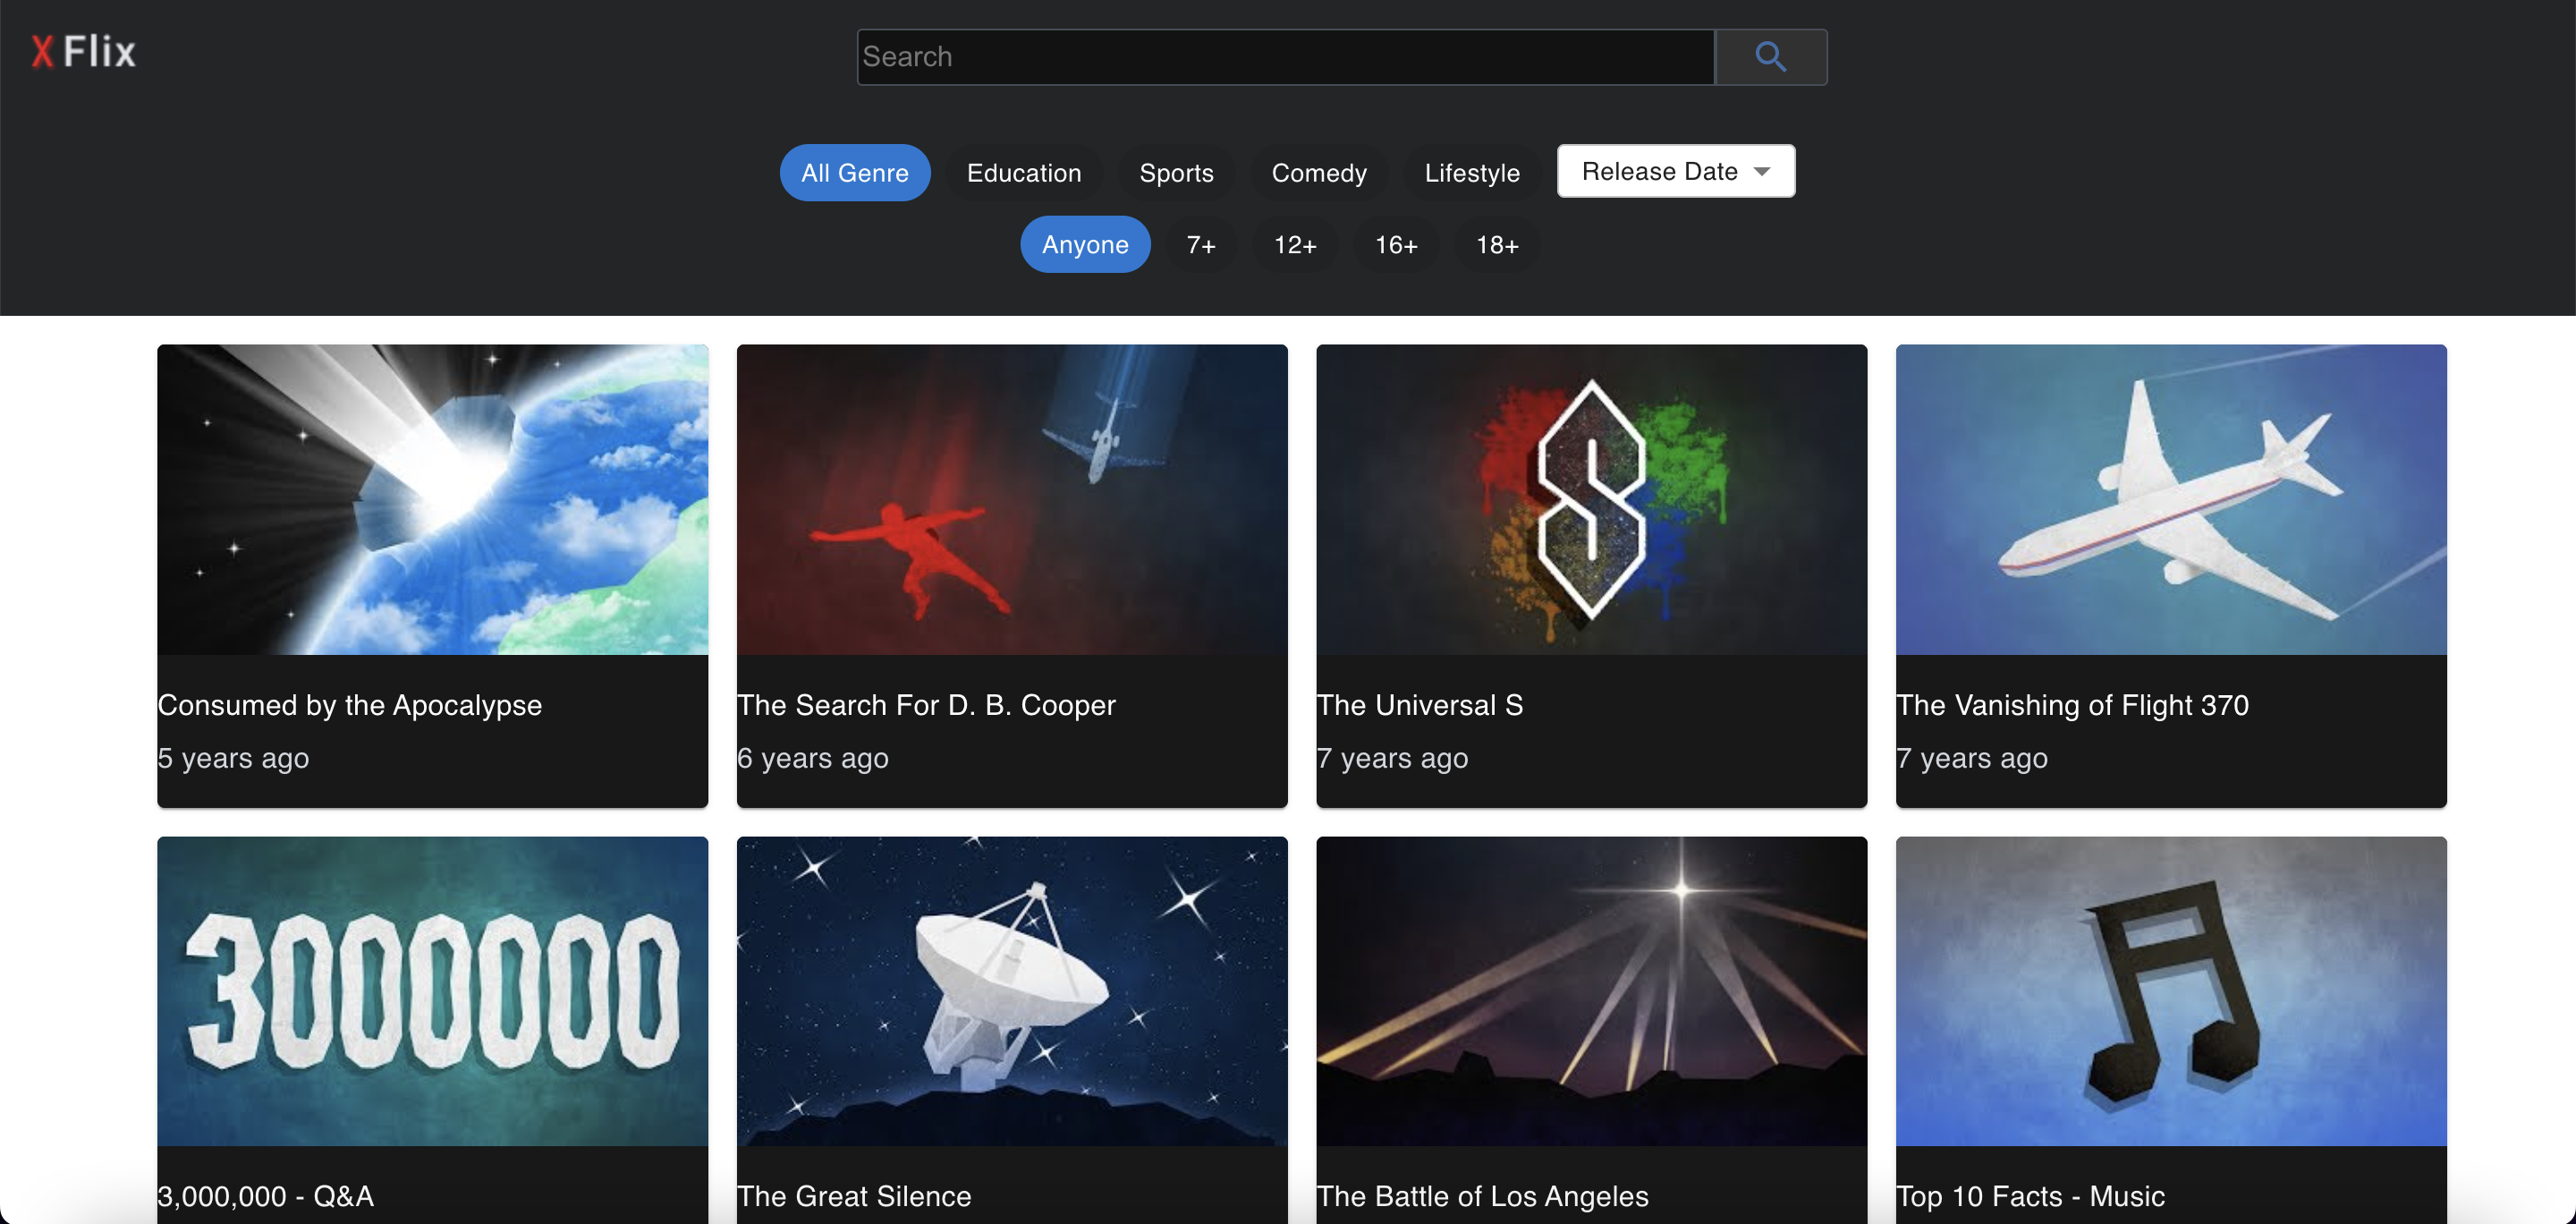 X Flix
Search
All Genre Education Sports Comedy Lifestyle Release Date
Anyone 7+ 12+ 16+ 18+
Consumed by the Apocalypse
5 years ago
The Search For D. B. Cooper
6 years ago
The Universal S
7 years ago
The Vanishing of Flight 370
7 years ago
3000000
3,000,000 - Q&A
The Great Silence
The Battle of Los Angeles
Top 10 Facts - Music